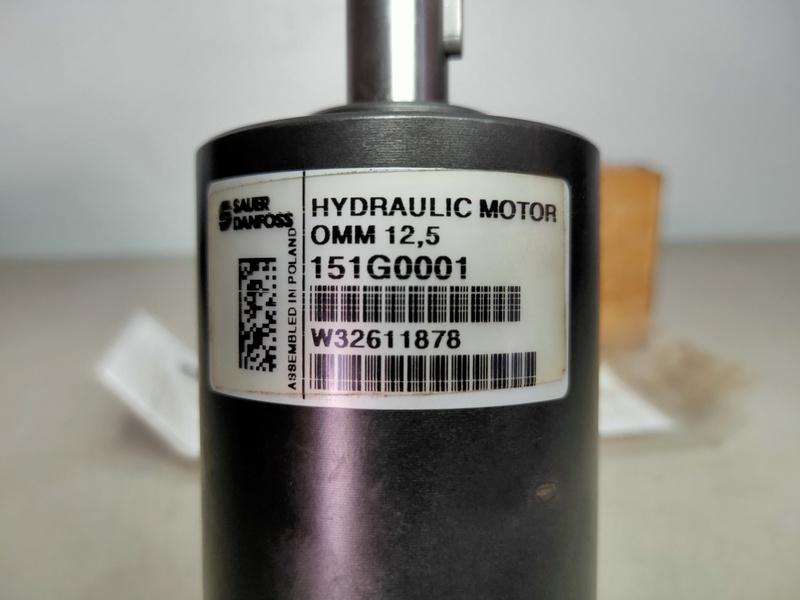 SAUER
DANFOSS
ASSEMBLED IN POLAND
HYDRAULIC MOTOR
OMM 12,5
151G0001
W32611878